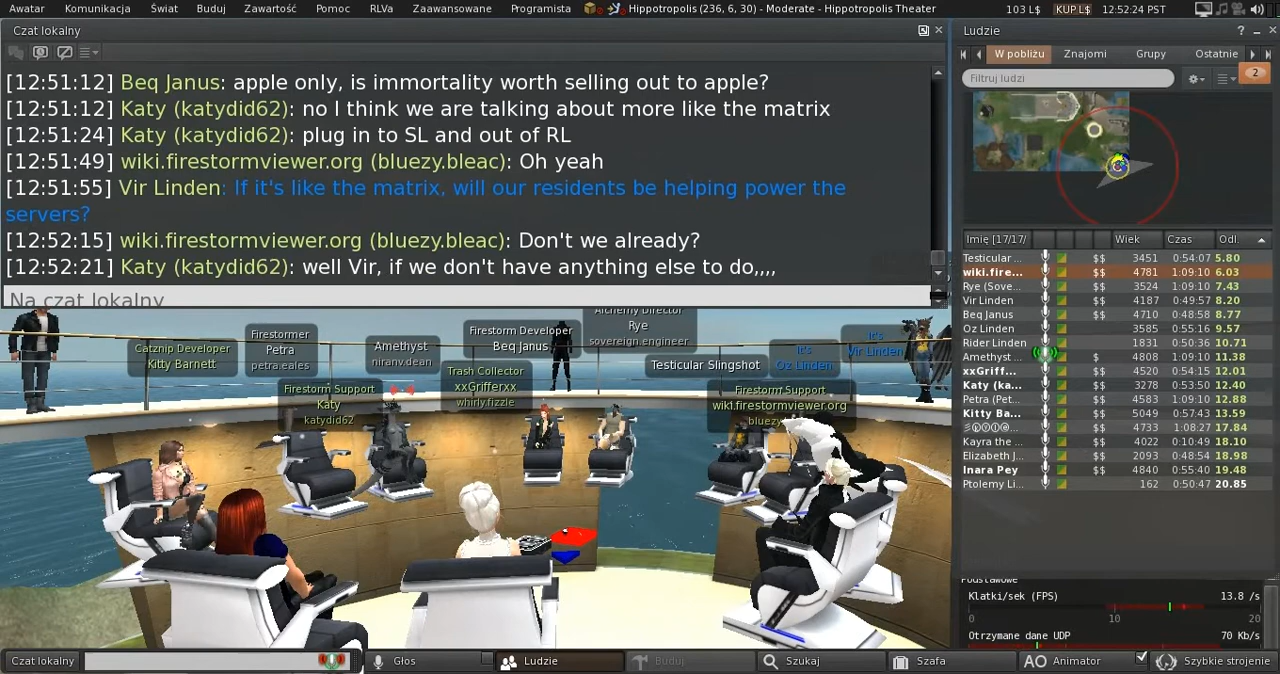 Awatar Komunikacja Świat Buduj Zawartość Pomoc RLVa Zaawansowane Programista Hippotropolis (236, 6, 30) - Moderate - Hippotropolis Theater 103 L$ KUP L$ 12:52:24 PST
Czat lokalny
[12:51:12] Beq Janus: apple only, is immortality worth selling out to apple?
[12:51:12] Katy (katydid62): no I think we are talking about more like the matrix
[12:51:24] Katy (katydid62): plug in to SL and out of RL
[12:51:49] wiki.firestormviewer.org (bluezy.bleac): Oh yeah
[12:51:55] Vir Linden: If it's like the matrix, will our residents be helping power the
servers?
[12:52:15] wiki.firestormviewer.org (bluezy.bleac): Don't we already?
[12:52:21] Katy (katydid62): well Vir, if we don't have anything else to do,,,,
Na czat lokalny
Catznip Developer
Kitty Barnett
Firestormer
Petra
petra.eales
Amethyst
niranv.dean
Firestorm Developer
Beq Janus
Alchemy Director
Rye
sovereign.engineer
It's
Vir Linden
It's
Oz Linden
Testicular Slingshot
Trash Collector
xxGrifferxx
whirly.fizzle
Firestorm Support
Katy
katydid62
Firestorm Support
wiki.firestormviewer.org
Ludzie
? _ ×
W pobliżu Znajomi Grupy Ostatnie
Filtruj ludzi
2
Imię [17/17/ Wiek Czas Odl.
Testicular ... $$ 3451 0:54:07 5.80
wiki.fire... $$ 4781 1:09:10 6.03
Rye (Sove... $$ 3524 1:09:10 7.43
Vir Linden $$ 4187 0:49:57 8.20
Beq Janus $$ 4710 0:48:58 8.77
Oz Linden 3585 0:55:16 9.57
Rider Linden 1831 0:50:36 10.71
Amethyst ... $ 4808 1:09:10 11.38
xxGriff... $$ 4520 0:54:15 12.01
Katy (ka... $$ 3278 0:53:50 12.40
Petra (Pet... $$ 4583 1:09:10 12.88
Kitty Ba... $$ 5049 0:57:43 13.59
$$ 4733 1:08:27 17.84
Kayra the ... $$ 4022 0:10:49 18.10
Elizabeth J... $$ 2093 0:48:54 18.98
Inara Pey $$ 4840 0:55:40 19.48
Ptolemy Li... 162 0:50:47 20.85
Podstawowe
Klatki/sek (FPS) 13.8 /s
0 10 20
Otrzymane dane UDP 70 Kb/s
Czat lokalny Głos Ludzie Buduj Szukaj Szafa AO Animator Szybkie strojenie